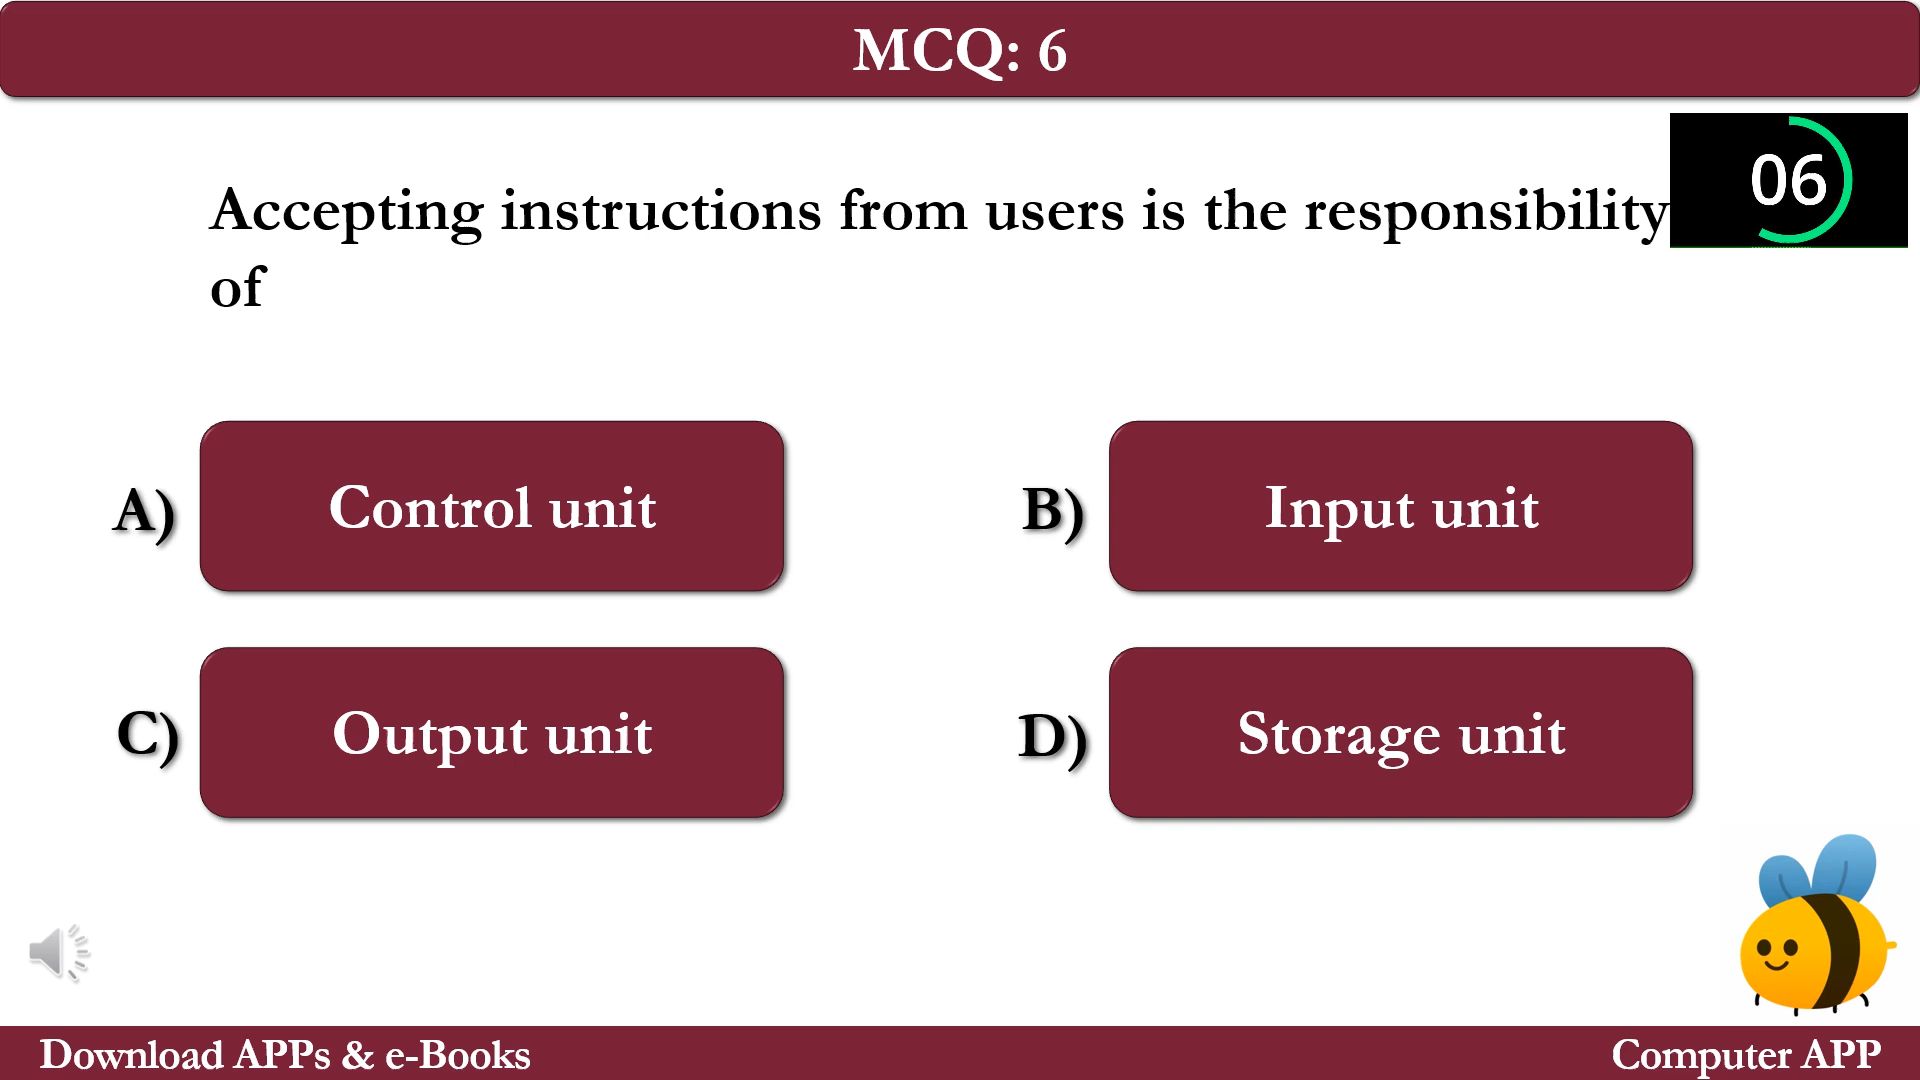 MCQ: 6
06
Accepting instructions from users is the responsibility
of
A) Control unit
B) Input unit
C) Output unit
D) Storage unit
Download APPs & e-Books
Computer APP